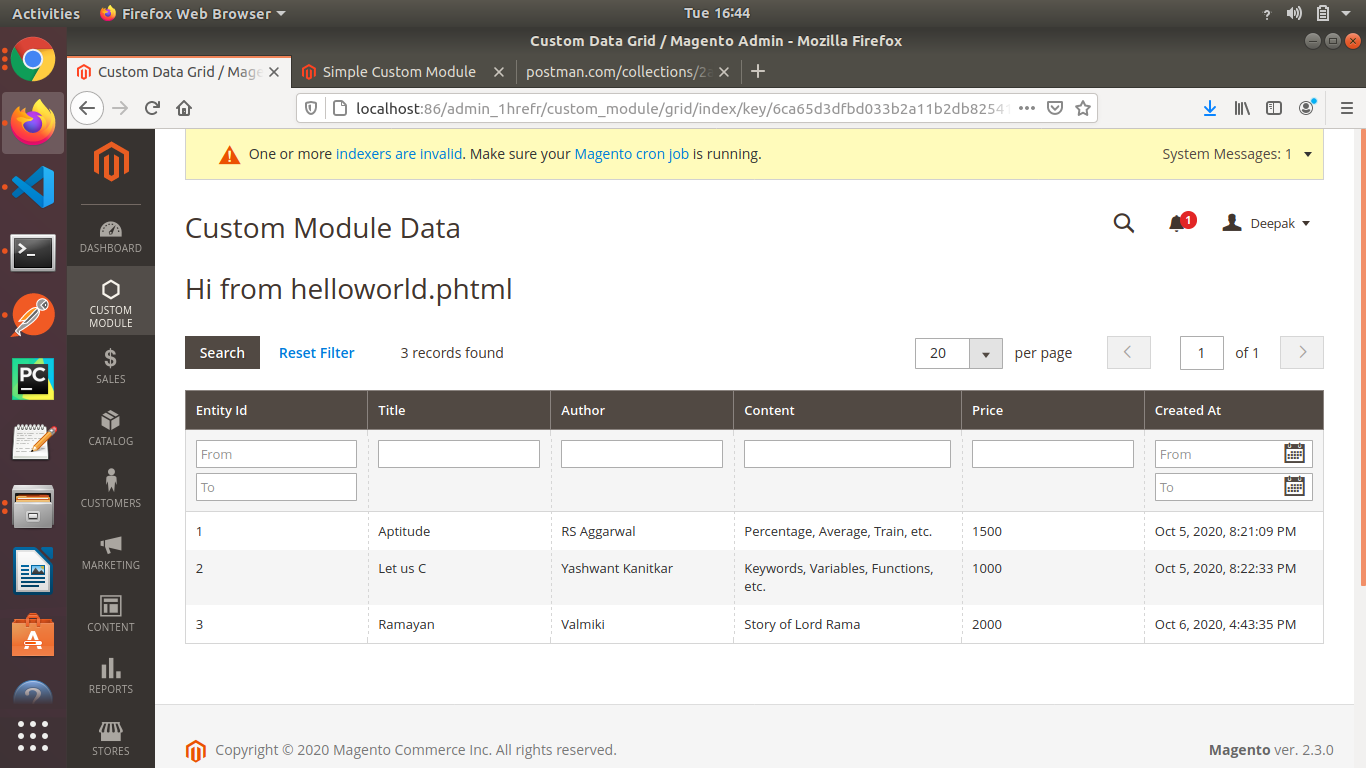 Activities Firefox Web Browser Tue 16:44
Custom Data Grid / Magento Admin - Mozilla Firefox
Custom Data Grid / Mage Simple Custom Module postman.com/collections/2
localhost:86/admin_1hrefr/custom_module/grid/index/key/6ca65d3dfbd033b2a11b2db82541
One or more indexers are invalid. Make sure your Magento cron job is running. System Messages: 1
Custom Module Data 1 Deepak
Hi from helloworld.phtml
Search Reset Filter 3 records found 20 per page 1 of 1
Entity Id Title Author Content Price Created At
From From
To To
1 Aptitude RS Aggarwal Percentage, Average, Train, etc. 1500 Oct 5, 2020, 8:21:09 PM
2 Let us C Yashwant Kanitkar Keywords, Variables, Functions, 1000 Oct 5, 2020, 8:22:33 PM
etc.
3 Ramayan Valmiki Story of Lord Rama 2000 Oct 6, 2020, 4:43:35 PM
DASHBOARD
CUSTOM
MODULE
SALES
CATALOG
CUSTOMERS
MARKETING
CONTENT
REPORTS
STORES
PC
Copyright © 2020 Magento Commerce Inc. All rights reserved. Magento ver. 2.3.0